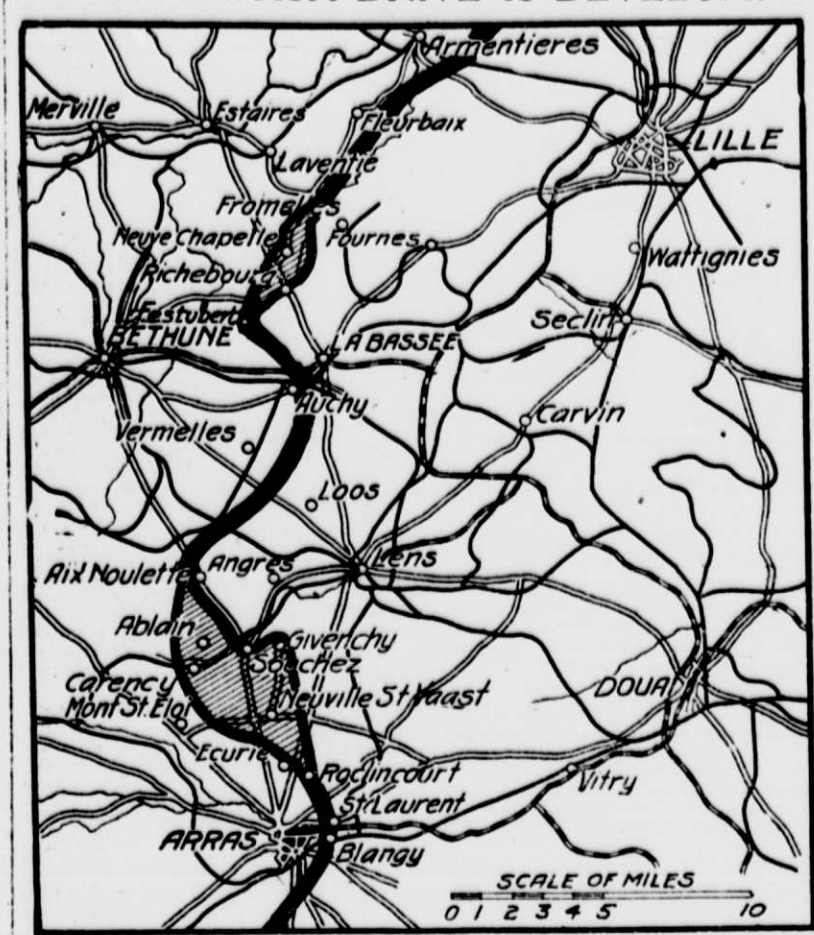 Armentieres
Merville
Estaires
Fleurbaix
LILLE
Laventie
Fromelles
Neuve Chapelle
Fournes
Wattignies
Richebourg
Festubert
Seclin
BETHUNE
LA BASSEE
Auchy
Carvin
Vermelles
Loos
Aix Noulette
Angres
Lens
Ablain
Givenchy
Souchez
Carency
DOUAI
Mont St. Eloi
Neuville St Vaast
Ecurie
Roclincourt
Vitry
St Laurent
ARRAS
Blangy
SCALE OF MILES
0 1 2 3 4 5 10